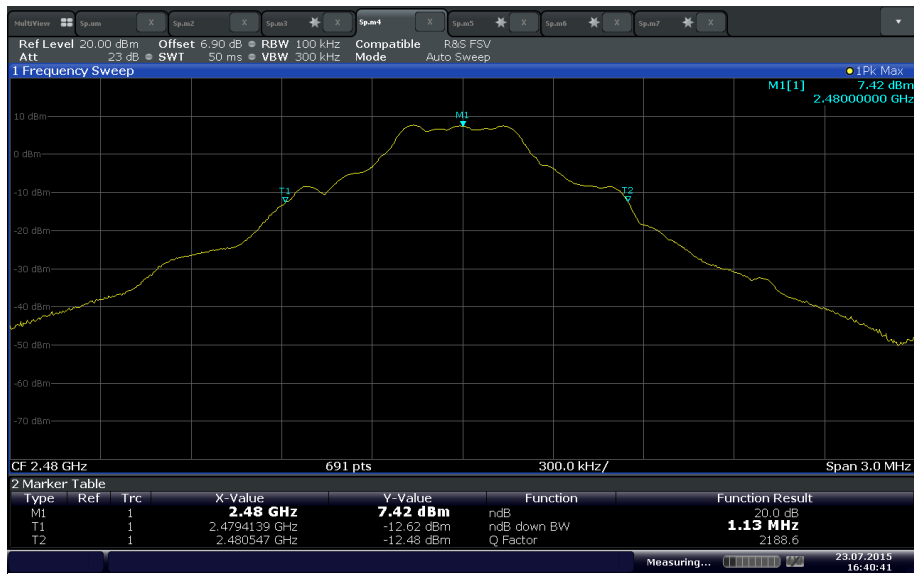 MultiView Sp.um X Sp.m2 X Sp.m3 X Sp.m4 X Sp.m5 X Sp.m6 X Sp.m7 X
Ref Level 20.00 dBm Offset 6.90 dB RBW 100 kHz Compatible R&S FSV
Att 23 dB SWT 50 ms VBW 300 kHz Mode Auto Sweep
1 Frequency Sweep 1Pk Max
M1[1] 7.42 dBm
2.48000000 GHz
10 dBm
M1
0 dBm
-10 dBm
T1
T2
-20 dBm
-30 dBm
-40 dBm
-50 dBm
-60 dBm
-70 dBm
CF 2.48 GHz 691 pts 300.0 kHz/ Span 3.0 MHz
2 Marker Table
Type Ref Trc X-Value Y-Value Function Function Result
M1 1 2.48 GHz 7.42 dBm ndB 20.0 dB
T1 1 2.4794139 GHz -12.62 dBm ndB down BW 1.13 MHz
T2 1 2.480547 GHz -12.48 dBm Q Factor 2188.6
Measuring... 23.07.2015
16:40:41